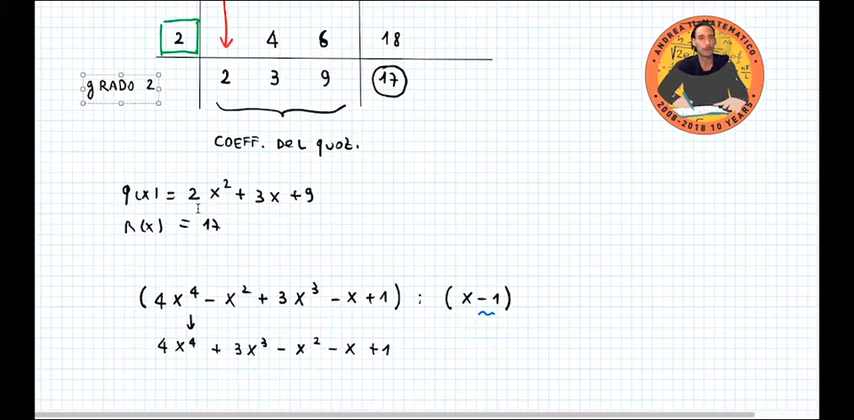 2 4 6 18
2 3 9 17
GRADO 2
COEFF. DEL QUOZ.
q(x) = 2x² + 3x + 9
r(x) = 17
(4x⁴ - x² + 3x³ - x + 1) : (x - 1)
4x⁴ + 3x³ - x² - x + 1
ANDREA IL MATEMATICO
2008-2018 10 YEARS